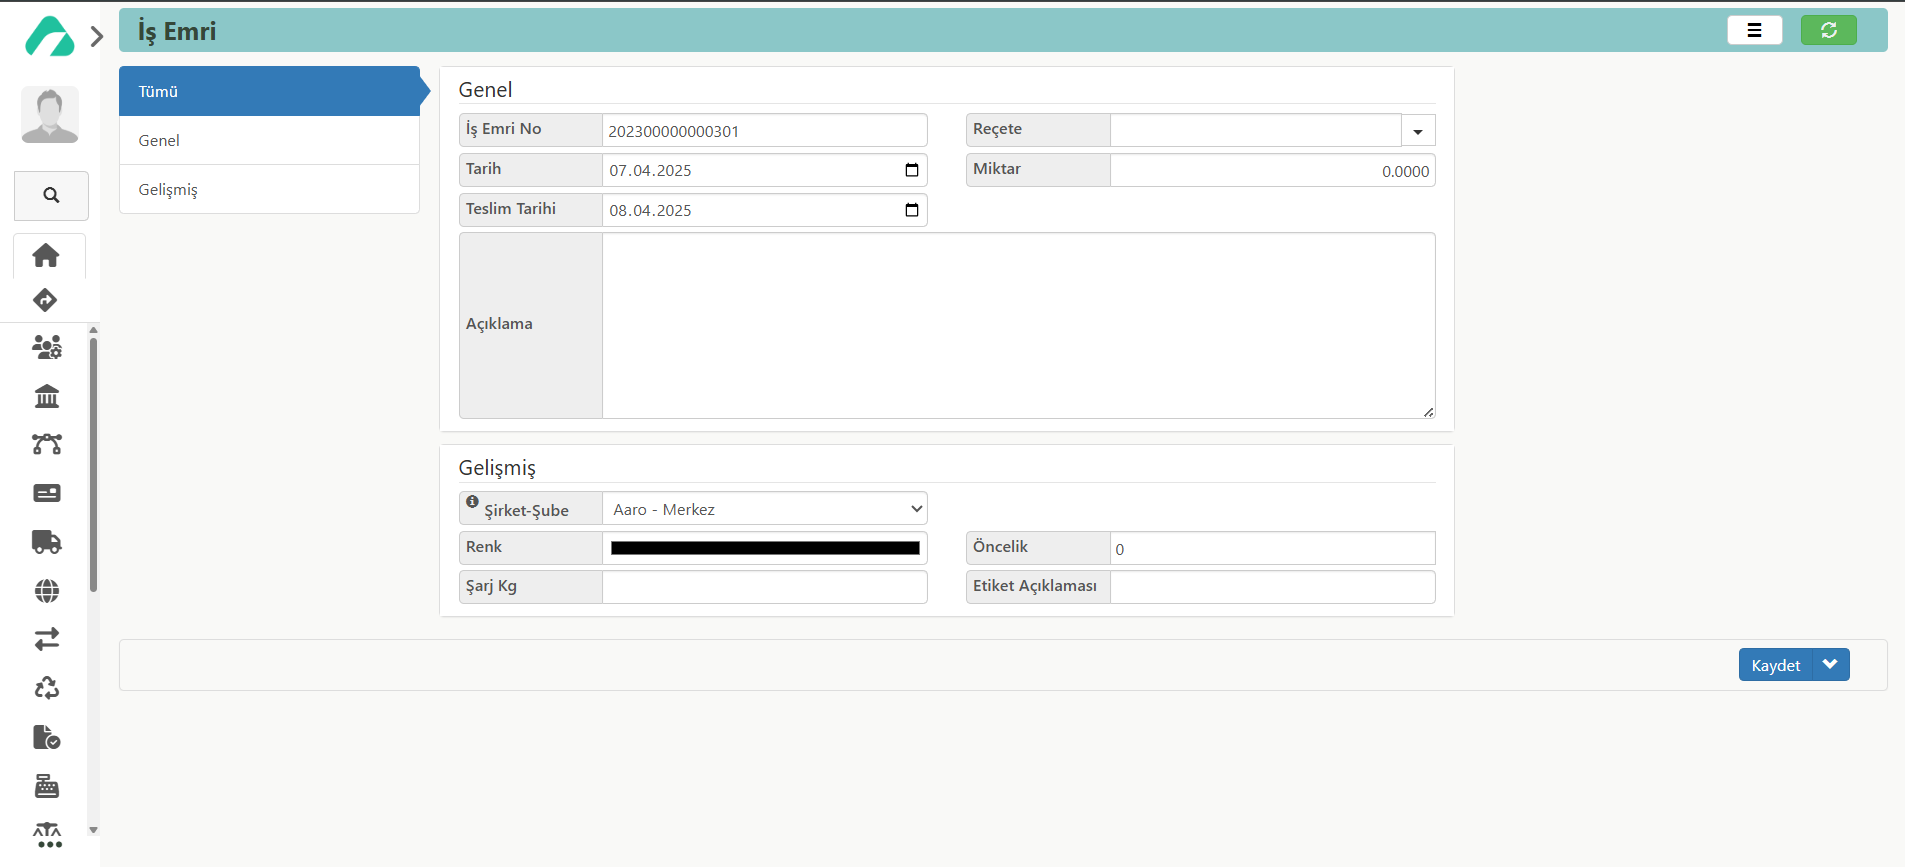 İş Emri
Tümü
Genel
Gelişmiş
Genel
İş Emri No 202300000000301 Reçete
Tarih 07.04.2025 Miktar 0.0000
Teslim Tarihi 08.04.2025
Açıklama
Gelişmiş
Şirket-Şube Aaro - Merkez
Renk Öncelik 0
Şarj Kg Etiket Açıklaması
Kaydet